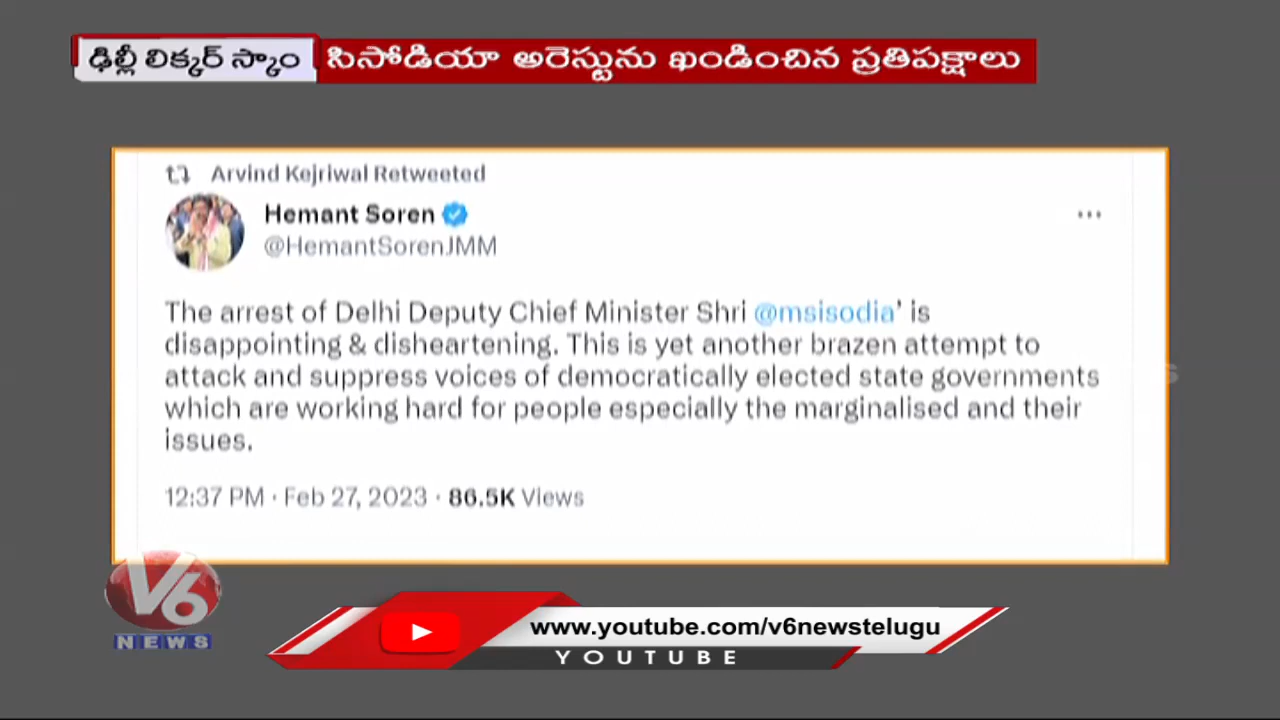 ఢిల్లీ లిక్కర్ స్కాం సిసోడియా అరెస్టును ఖండించిన ప్రతిపక్షాలు
Arvind Kejriwal Retweeted
Hemant Soren
@HemantSorenJMM
The arrest of Delhi Deputy Chief Minister Shri @msisodia' is
disappointing & disheartening. This is yet another brazen attempt to
attack and suppress voices of democratically elected state governments
which are working hard for people especially the marginalised and their
issues.
12:37 PM · Feb 27, 2023 · 86.5K Views
V6
NEWS
www.youtube.com/v6newstelugu
YOUTUBE